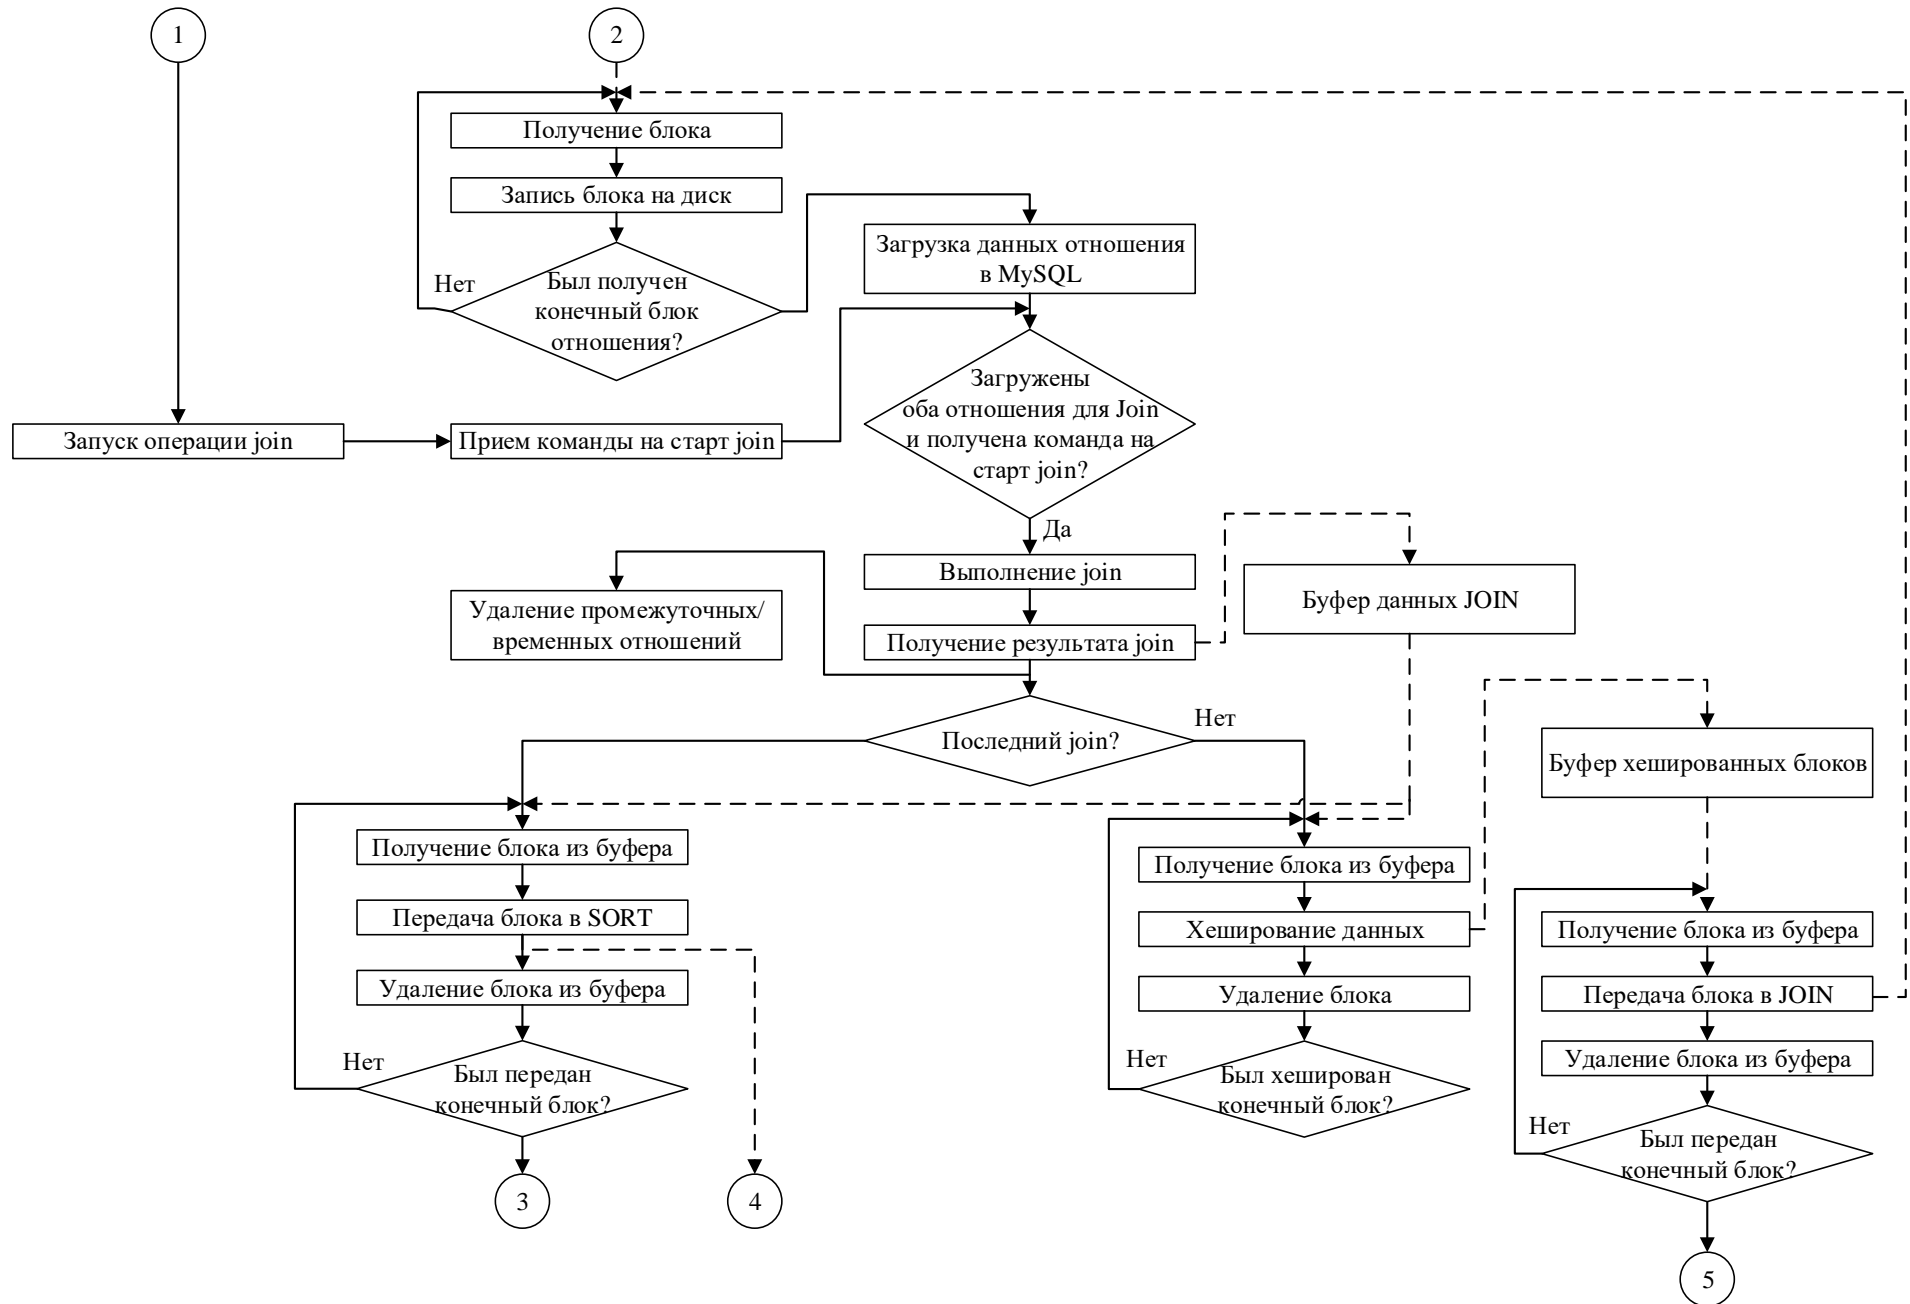 1
2
Получение блока
Запись блока на диск
Загрузка данных отношения
в MySQL
Нет
Был получен
конечный блок
отношения?
Загружены
оба отношения для Join
и получена команда на
старт join?
Запуск операции join
Прием команды на старт join
Да
Выполнение join
Буфер данных JOIN
Удаление промежуточных/
временных отношений
Получение результата join
Нет
Последний join?
Буфер хешированных блоков
Получение блока из буфера
Передача блока в SORT
Удаление блока из буфера
Нет
Был передан
конечный блок?
3
4
Получение блока из буфера
Хеширование данных
Удаление блока
Нет
Был хеширован
конечный блок?
Получение блока из буфера
Передача блока в JOIN
Удаление блока из буфера
Нет
Был передан
конечный блок?
5